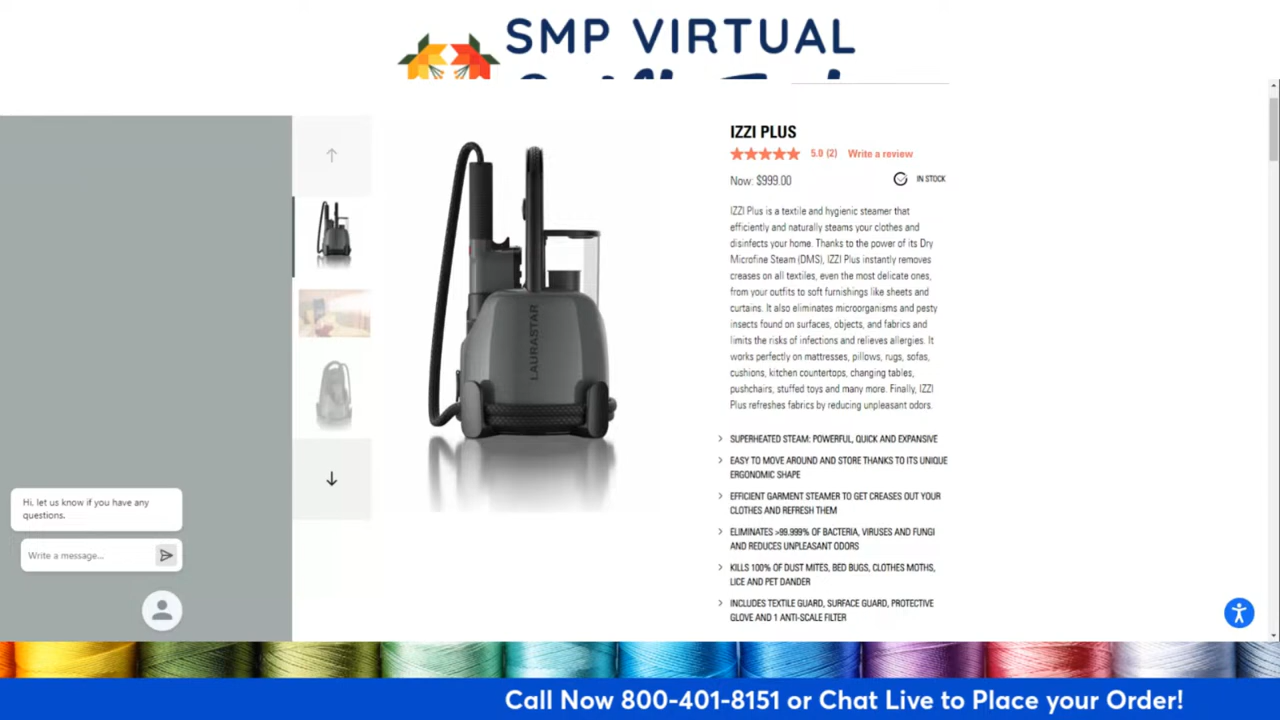 SMP VIRTUAL
IZZI PLUS
5.0 (2) Write a review
Now: $999.00
IN STOCK
IZZI Plus is a textile and hygienic steamer that
efficiently and naturally steams your clothes and
disinfects your home. Thanks to the power of its Dry
Microfine Steam (DMS), IZZI Plus instantly removes
creases on all textiles, even the most delicate ones,
from your outfits to soft furnishings like sheets and
curtains. It also eliminates microorganisms and pesty
insects found on surfaces, objects, and fabrics and
limits the risks of infections and relieves allergies. It
works perfectly on mattresses, pillows, rugs, sofas,
cushions, kitchen countertops, changing tables,
pushchairs, stuffed toys and many more. Finally, IZZI
Plus refreshes fabrics by reducing unpleasant odors.
SUPERHEATED STEAM: POWERFUL, QUICK AND EXPANSIVE
EASY TO MOVE AROUND AND STORE THANKS TO ITS UNIQUE
ERGONOMIC SHAPE
EFFICIENT GARMENT STEAMER TO GET CREASES OUT YOUR
CLOTHES AND REFRESH THEM
ELIMINATES >99.999% OF BACTERIA, VIRUSES AND FUNGI
AND REDUCES UNPLEASANT ODORS
KILLS 100% OF DUST MITES, BED BUGS, CLOTHES MOTHS,
LICE AND PET DANDER
INCLUDES TEXTILE GUARD, SURFACE GUARD, PROTECTIVE
GLOVE AND 1 ANTI-SCALE FILTER
LAURASTAR
Hi, let us know if you have any
questions.
Write a message...
Call Now 800-401-8151 or Chat Live to Place your Order!